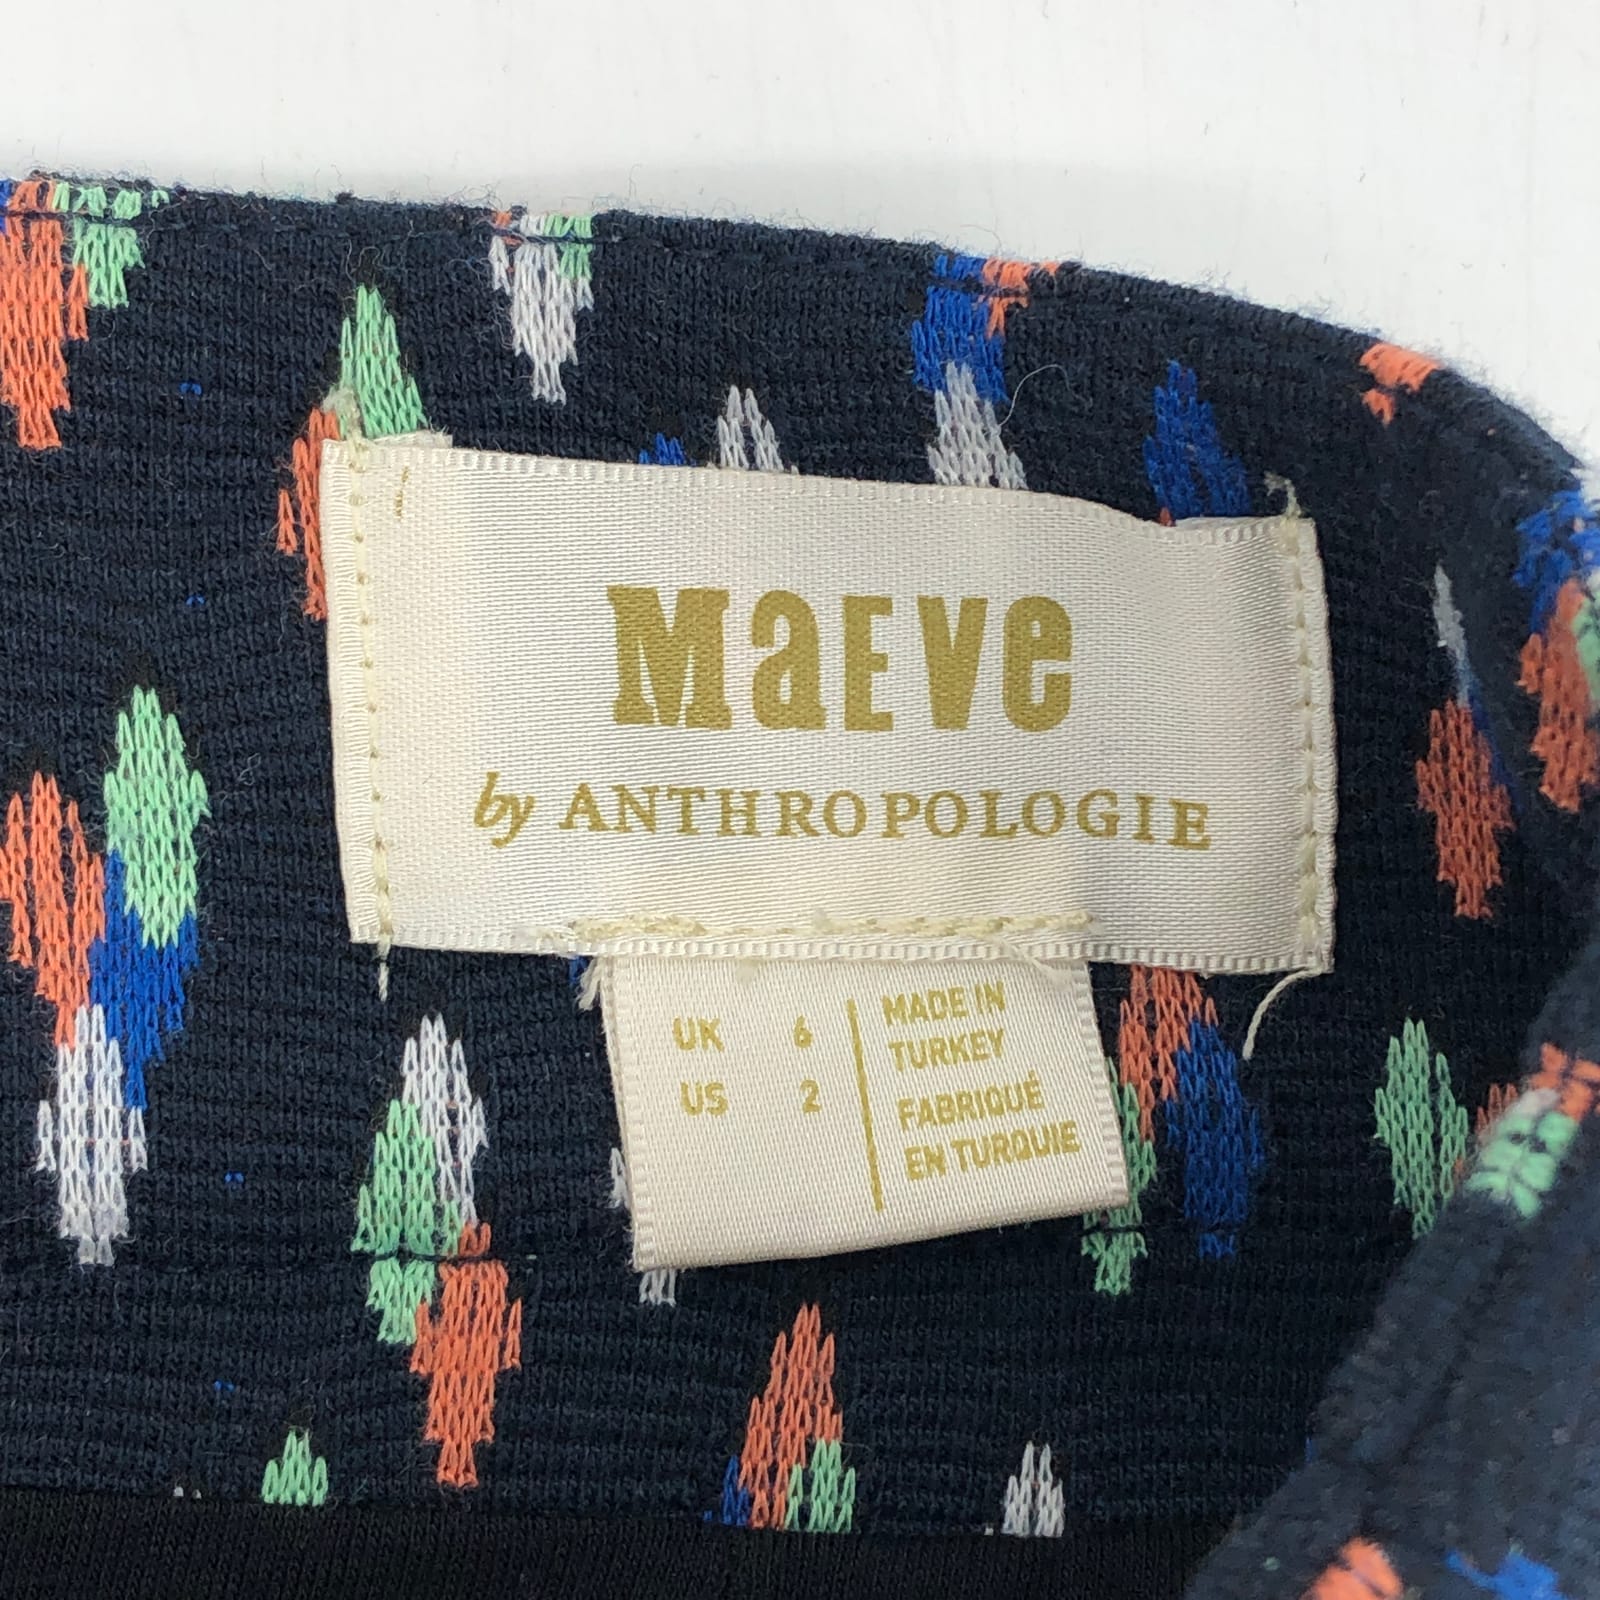 MaEVe
by ANTHROPOLOGIE
UK 6
US 2
MADE IN
TURKEY
FABRIQUÉ
EN TURQUIE